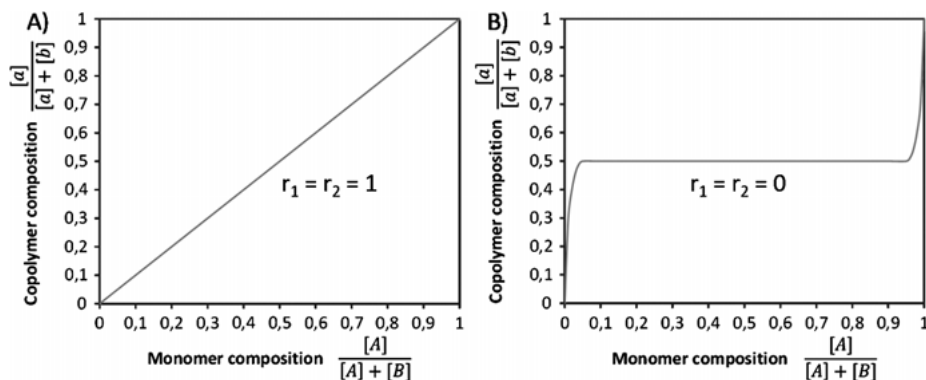 A)
Copolymer composition [a] / [a] + [b]
1
0,9
0,8
0,7
0,6
0,5
0,4
0,3
0,2
0,1
0
r₁ = r₂ = 1
0 0,1 0,2 0,3 0,4 0,5 0,6 0,7 0,8 0,9 1
Monomer composition [A] / [A] + [B]
B)
Copolymer composition [a] / [a] + [b]
1
0,9
0,8
0,7
0,6
0,5
0,4
0,3
0,2
0,1
0
r₁ = r₂ = 0
0 0,1 0,2 0,3 0,4 0,5 0,6 0,7 0,8 0,9 1
Monomer composition [A] / [A] + [B]